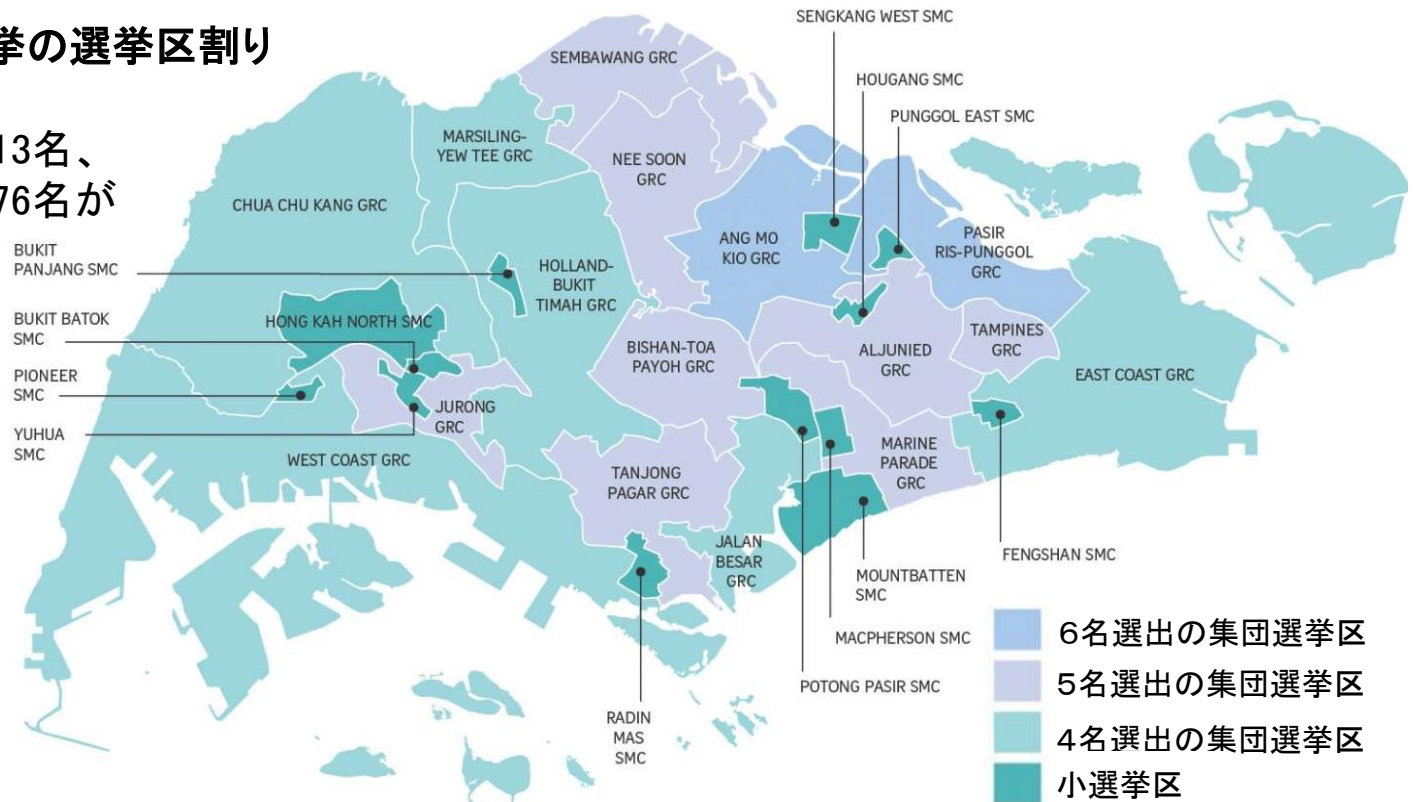 挙の選挙区割り
13名、
76名が
SENGKANG WEST SMC
SEMBAWANG GRC
HOUGANG SMC
PUNGGOL EAST SMC
MARSILING-
YEW TEE GRC
NEE SOON
GRC
CHUA CHU KANG GRC
ANG MO
KIO GRC
PASIR
RIS-PUNGGOL
GRC
BUKIT
PANJANG SMC
HOLLAND-
BUKIT
TIMAH GRC
BUKIT BATOK
SMC
HONG KAH NORTH SMC
BISHAN-TOA
PAYOH GRC
ALJUNIED
GRC
TAMPINES
GRC
EAST COAST GRC
PIONEER
SMC
JURONG
GRC
YUHUA
SMC
WEST COAST GRC
TANJONG
PAGAR GRC
MARINE
PARADE
GRC
JALAN
BESAR
GRC
FENGSHAN SMC
MOUNTBATTEN
SMC
MACPHERSON SMC
POTONG PASIR SMC
RADIN
MAS
SMC
6名選出の集団選挙区
5名選出の集団選挙区
4名選出の集団選挙区
小選挙区